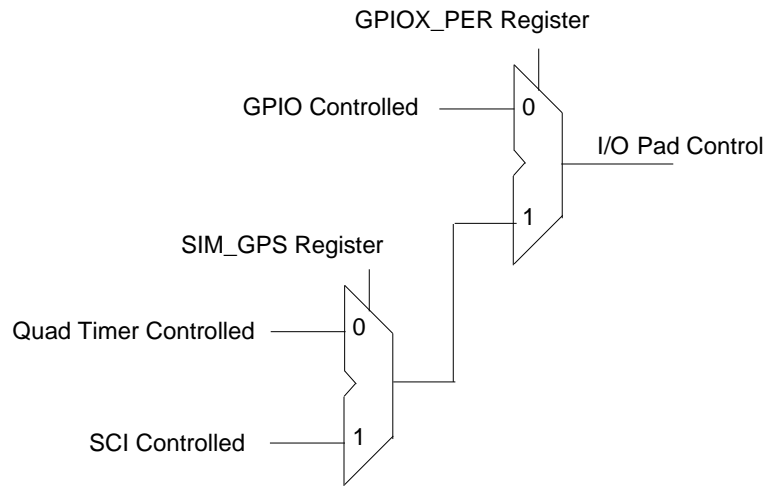 GPIOX_PER Register
GPIO Controlled
0
I/O Pad Control
1
SIM_GPS Register
Quad Timer Controlled
0
SCI Controlled
1